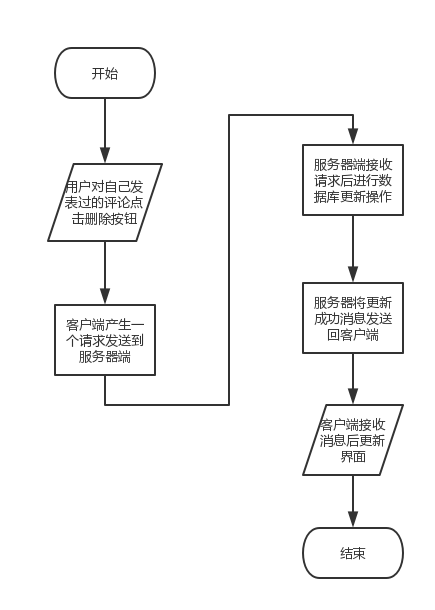 开始
用户对自己发
表过的评论点
击删除按钮
客户端产生一
个请求发送到
服务器端
服务器端接收
请求后进行数
据库更新操作
服务器将更新
成功消息发送
回客户端
客户端接收
消息后更新
界面
结束